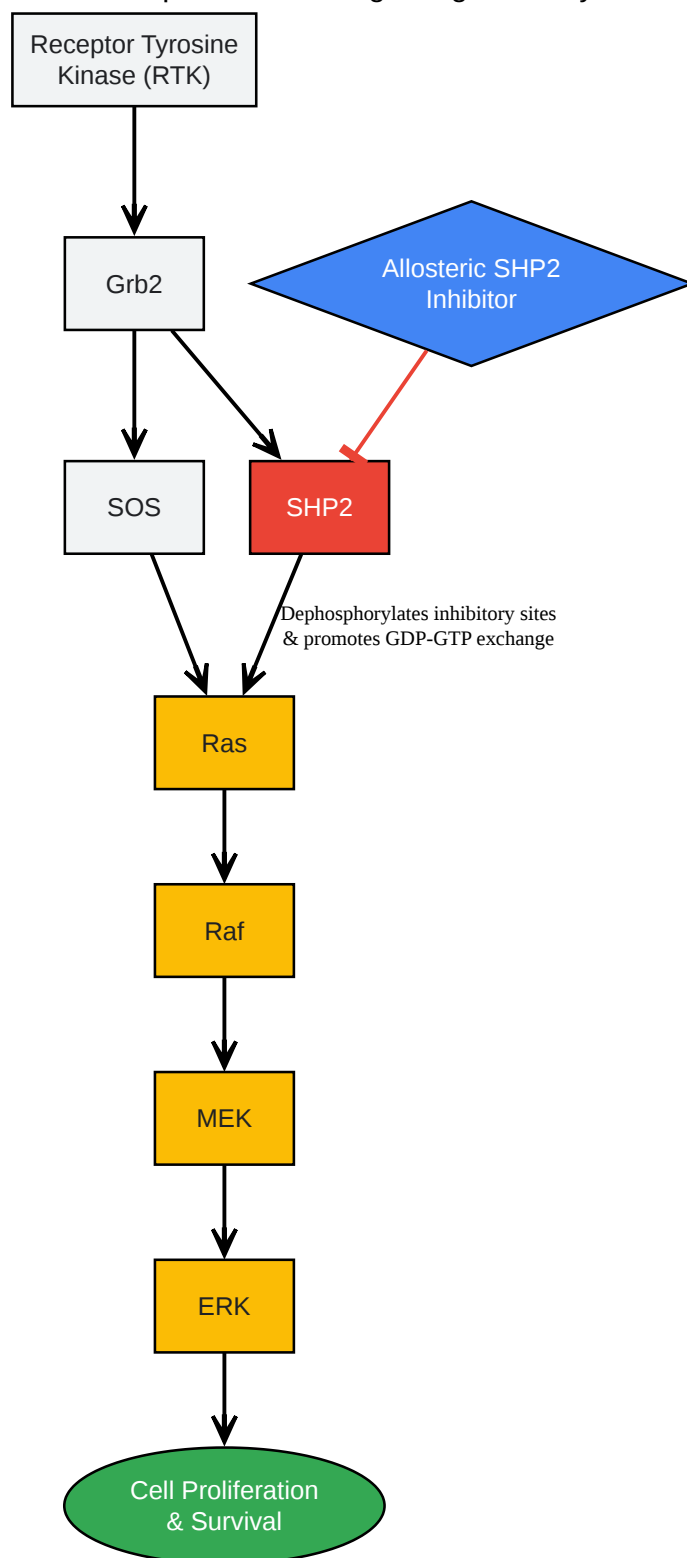 Receptor Tyrosine
Kinase (RTK)
Grb2
Allosteric SHP2
Inhibitor
SOS
SHP2
Dephosphorylates inhibitory sites
& promotes GDP-GTP exchange
Ras
Raf
MEK
ERK
Cell Proliferation
& Survival